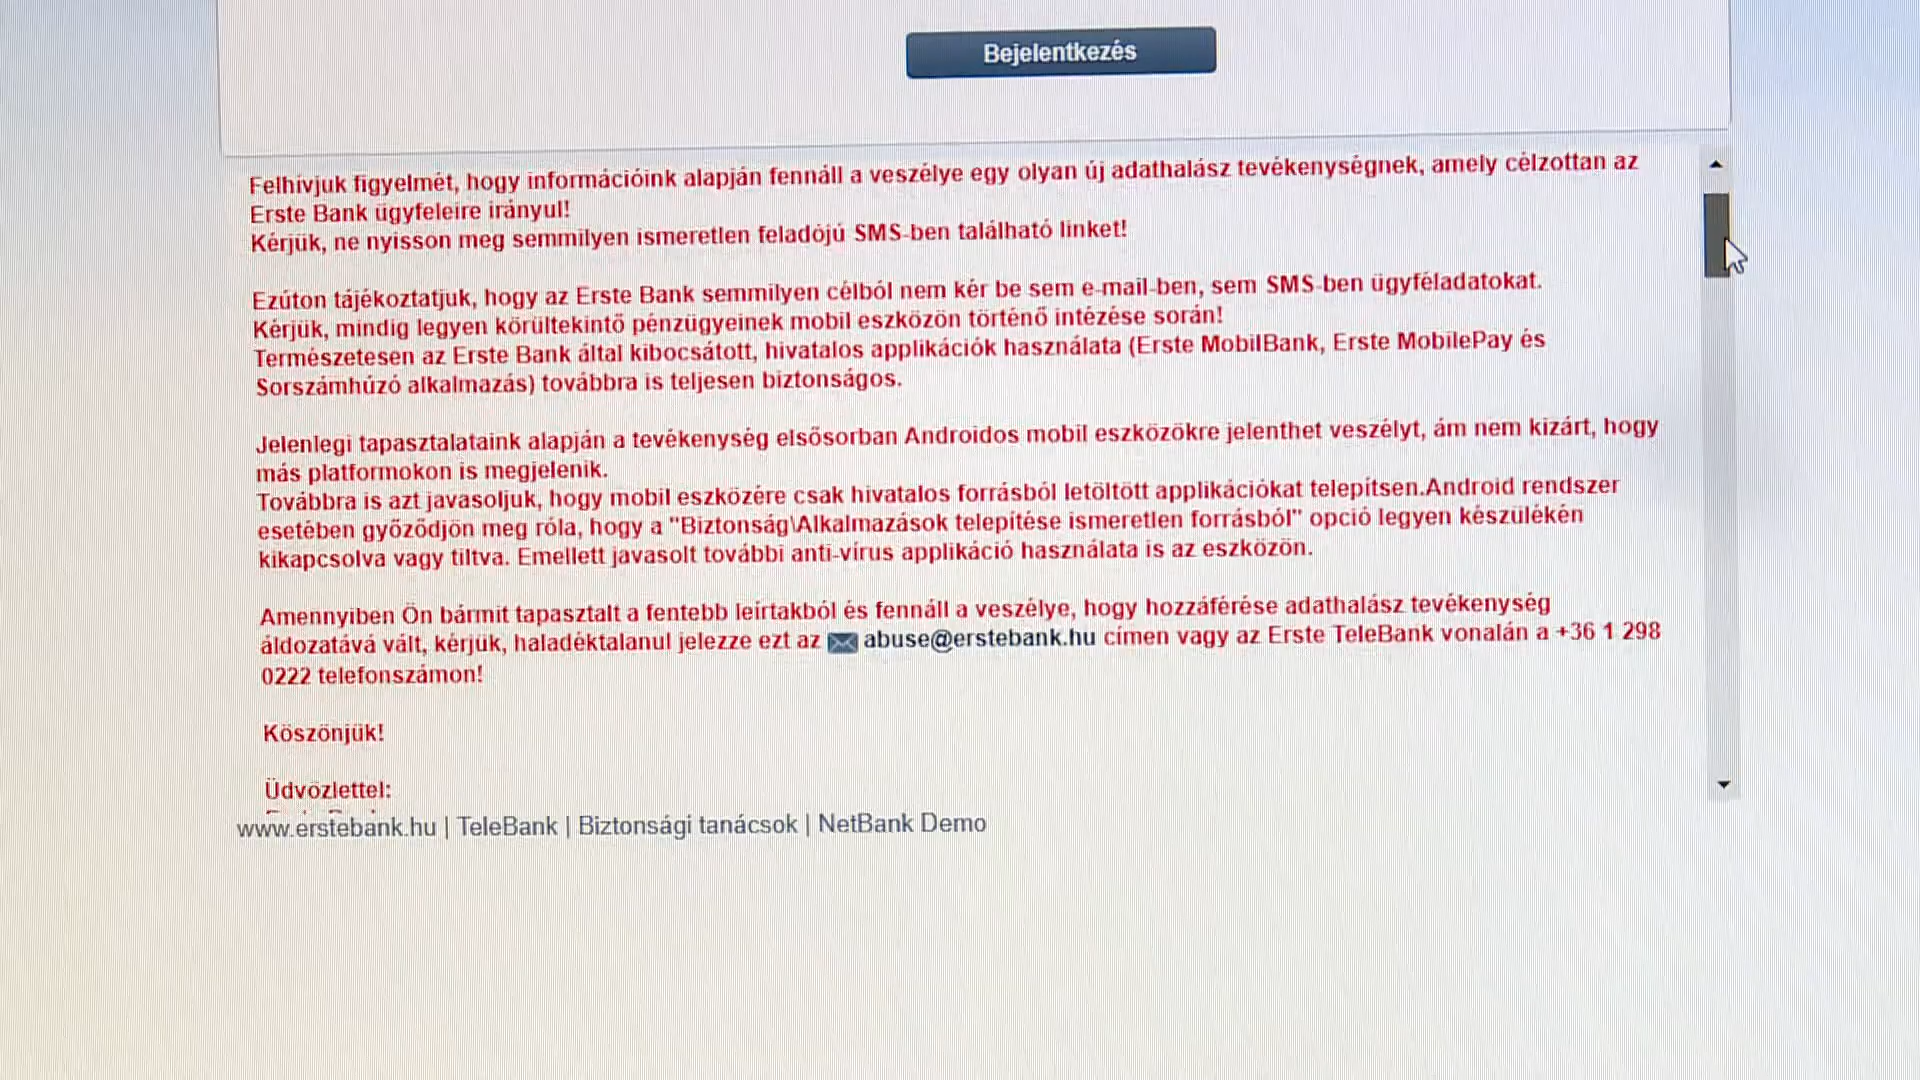 Bejelentkezés
Felhívjuk figyelmét, hogy információink alapján fennáll a veszélye egy olyan új adathalász tevékenységnek, amely célzottan az
Erste Bank ügyfeleire irányul!
Kérjük, ne nyisson meg semmilyen ismeretlen feladójú SMS-ben található linket!
Ezúton tájékoztatjuk, hogy az Erste Bank semmilyen célból nem kér be sem e-mail-ben, sem SMS-ben ügyféladatokat.
Kérjük, mindig legyen körültekintő pénzügyeinek mobil eszközön történő intézése során!
Természetesen az Erste Bank által kibocsátott, hivatalos applikációk használata (Erste MobilBank, Erste MobilePay és
Sorszámhúzó alkalmazás) továbbra is teljesen biztonságos.
Jelenlegi tapasztalataink alapján a tevékenység elsősorban Androidos mobil eszközökre jelenthet veszélyt, ám nem kizárt, hogy
más platformokon is megjelenik.
Továbbra is azt javasoljuk, hogy mobil eszközére csak hivatalos forrásból letöltött applikációkat telepítsen.Android rendszer
esetében győződjön meg róla, hogy a "Biztonság\Alkalmazások telepítése ismeretlen forrásból" opció legyen készülékén
kikapcsolva vagy tiltva. Emellett javasolt további anti-vírus applikáció használata is az eszközön.
Amennyiben Ön bármit tapasztalt a fentebb leírtakból és fennáll a veszélye, hogy hozzáférése adathalász tevékenység
áldozatává vált, kérjük, haladéktalanul jelezze ezt az abuse@erstebank.hu címen vagy az Erste TeleBank vonalán a +36 1 298
0222 telefonszámon!
Köszönjük!
Üdvözlettel:
www.erstebank.hu | TeleBank | Biztonsági tanácsok | NetBank Demo